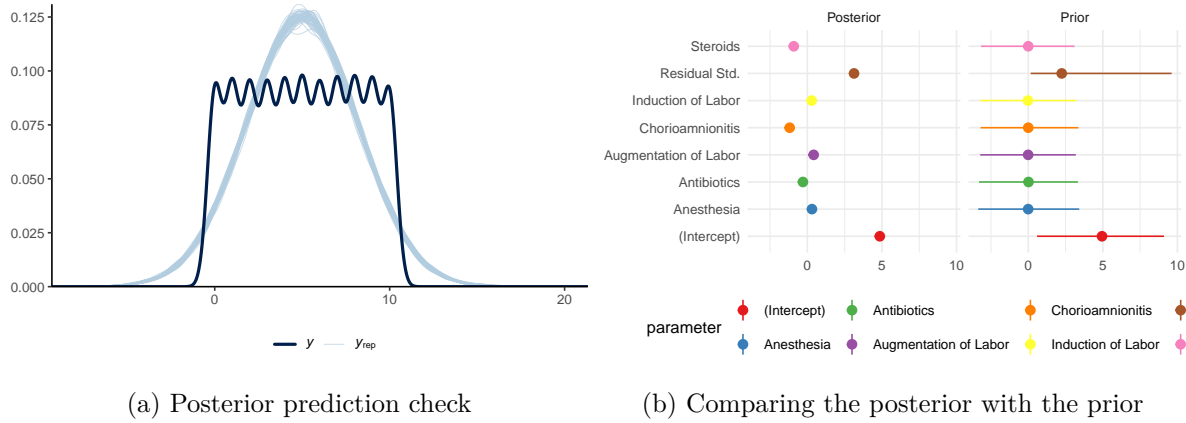 0.125
0.100
0.075
0.050
0.025
0.000
0 10 20
y y rep
(a) Posterior prediction check
Posterior Prior
Steroids
Residual Std.
Induction of Labor
Chorioamnionitis
Augmentation of Labor
Antibiotics
Anesthesia
(Intercept)
0 5 10 0 5 10
parameter
(Intercept) Antibiotics Chorioamnionitis
Anesthesia Augmentation of Labor Induction of Labor
(b) Comparing the posterior with the prior